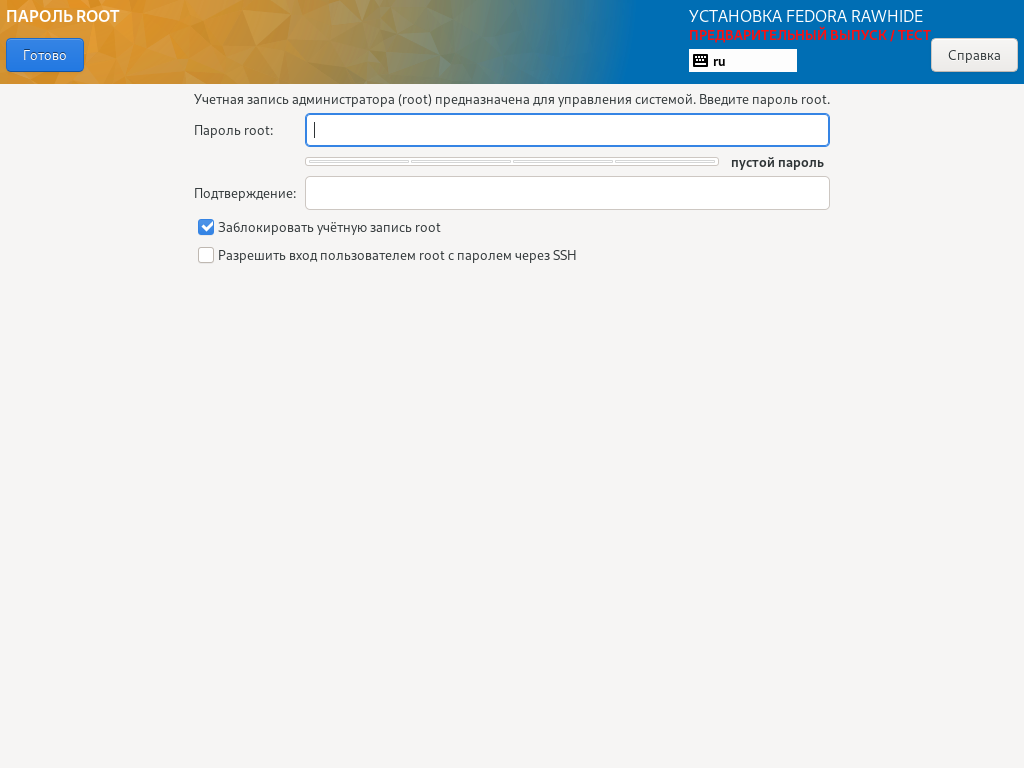 ПАРОЛЬ ROOT
УСТАНОВКА FEDORA RAWHIDE
ПРЕДВАРИТЕЛЬНЫЙ ВЫПУСК / ТЕСТ
Готово
ru
Справка
Учетная запись администратора (root) предназначена для управления системой. Введите пароль root.
Пароль root:
пустой пароль
Подтверждение:
Заблокировать учётную запись root
Разрешить вход пользователем root с паролем через SSH